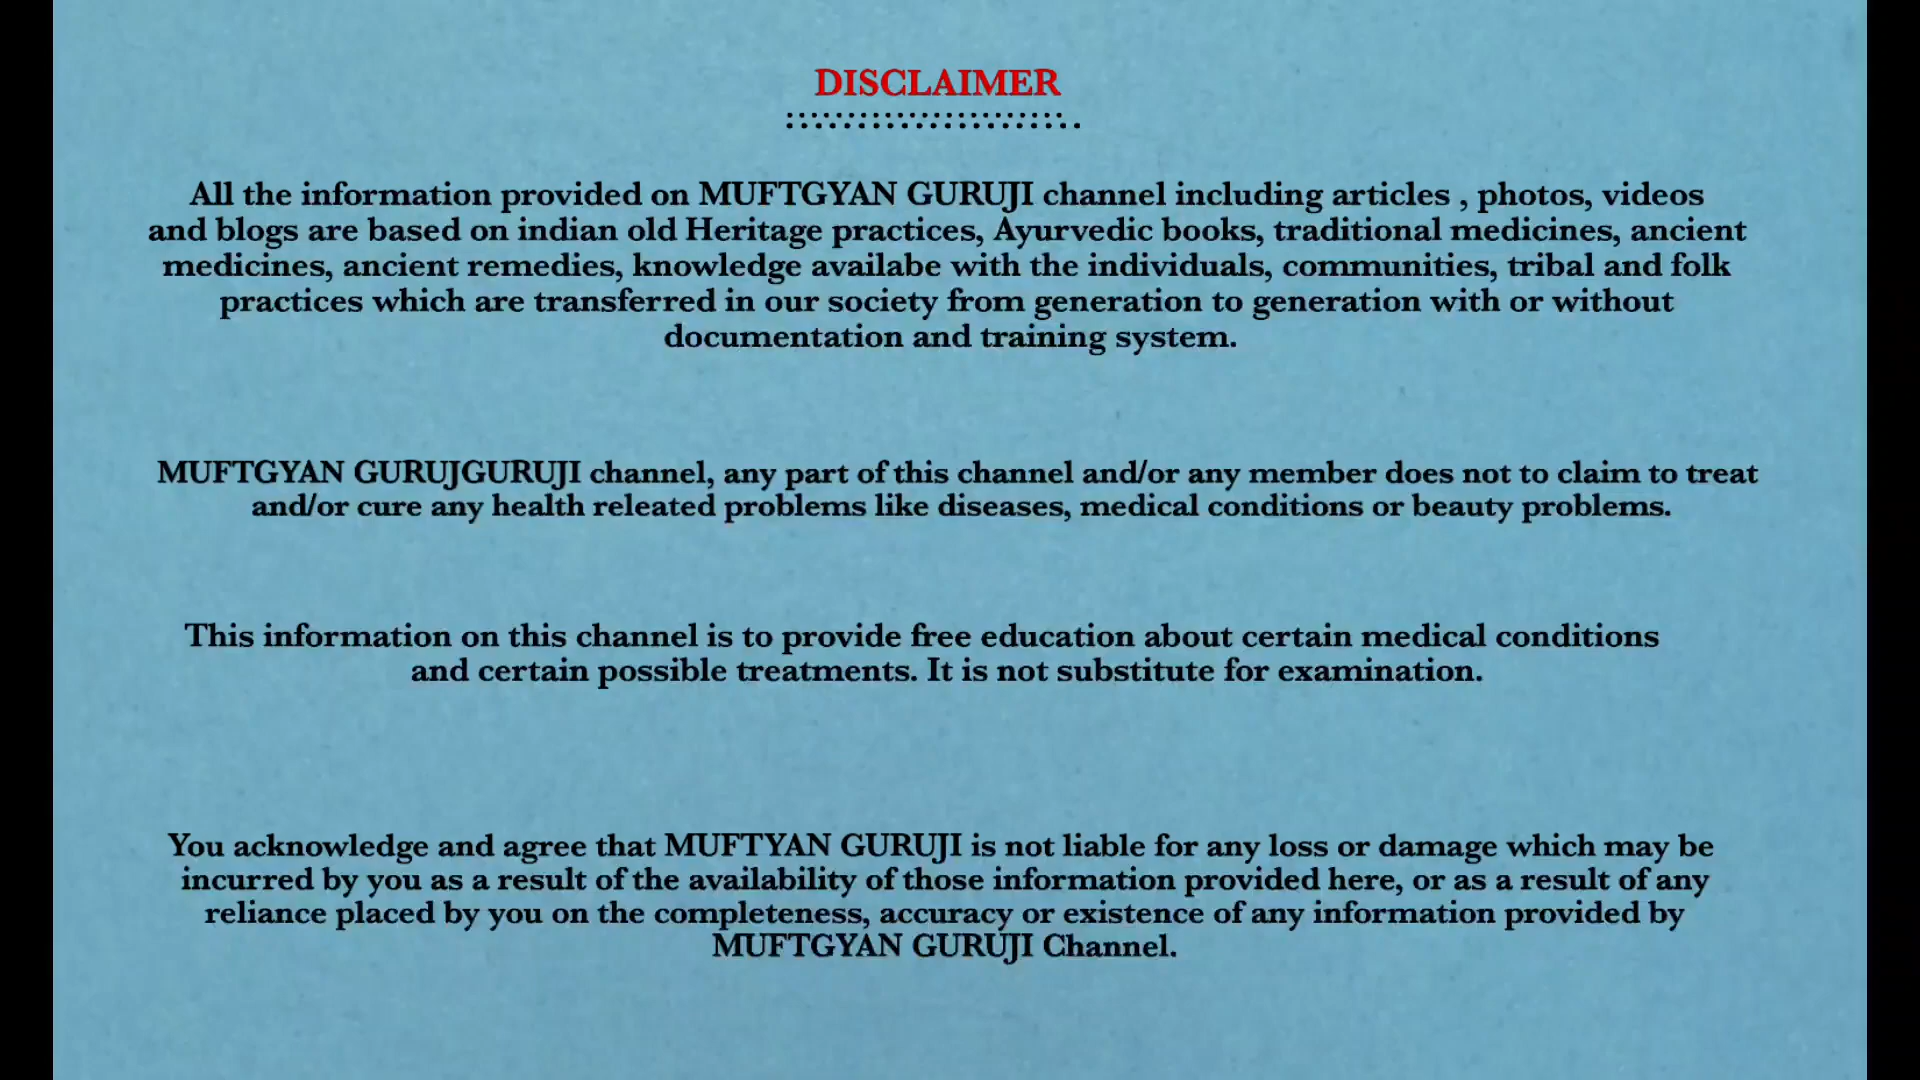 DISCLAIMER
::::::::::::::::::::.
All the information provided on MUFTGYAN GURUJI channel including articles , photos, videos
and blogs are based on indian old Heritage practices, Ayurvedic books, traditional medicines, ancient
medicines, ancient remedies, knowledge availabe with the individuals, communities, tribal and folk
practices which are transferred in our society from generation to generation with or without
documentation and training system.
MUFTGYAN GURUJGURUJI channel, any part of this channel and/or any member does not to claim to treat
and/or cure any health releated problems like diseases, medical conditions or beauty problems.
This information on this channel is to provide free education about certain medical conditions
and certain possible treatments. It is not substitute for examination.
You acknowledge and agree that MUFTYAN GURUJI is not liable for any loss or damage which may be
incurred by you as a result of the availability of those information provided here, or as a result of any
reliance placed by you on the completeness, accuracy or existence of any information provided by
MUFTGYAN GURUJI Channel.